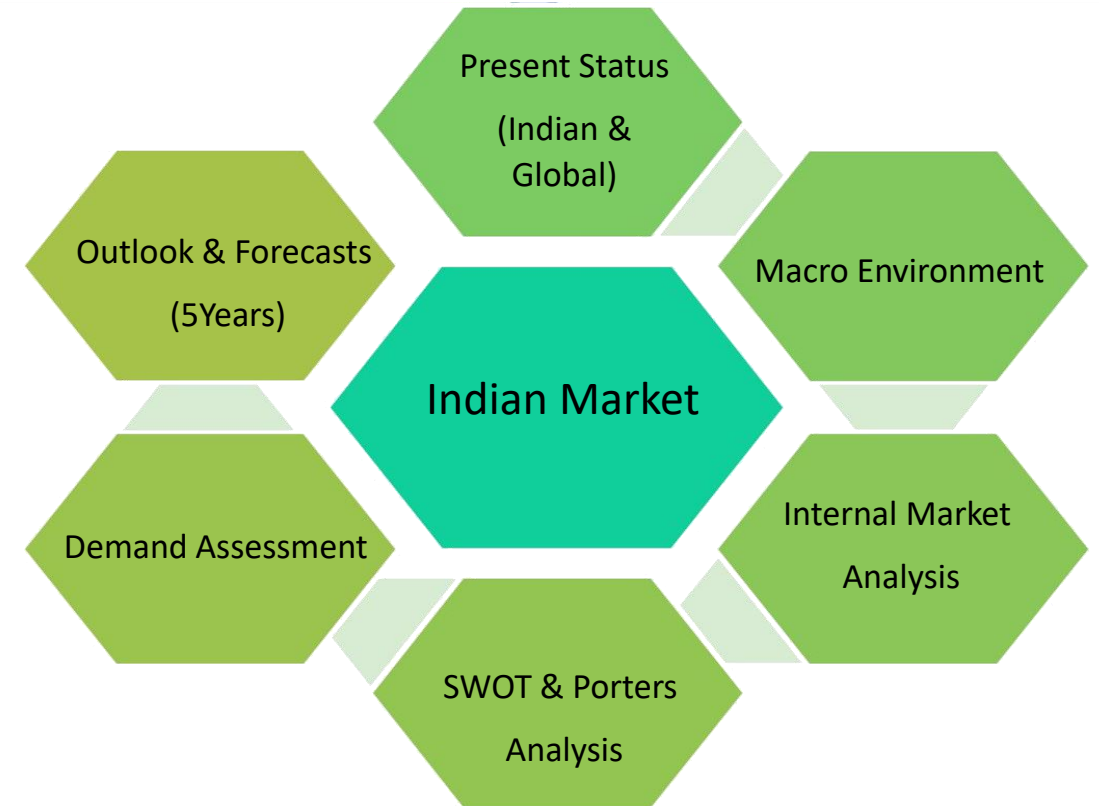 Present Status
(Indian &
Global)
Macro Environment
Internal Market
Analysis
SWOT & Porters
Analysis
Demand Assessment
Outlook & Forecasts
(5Years)
Indian Market